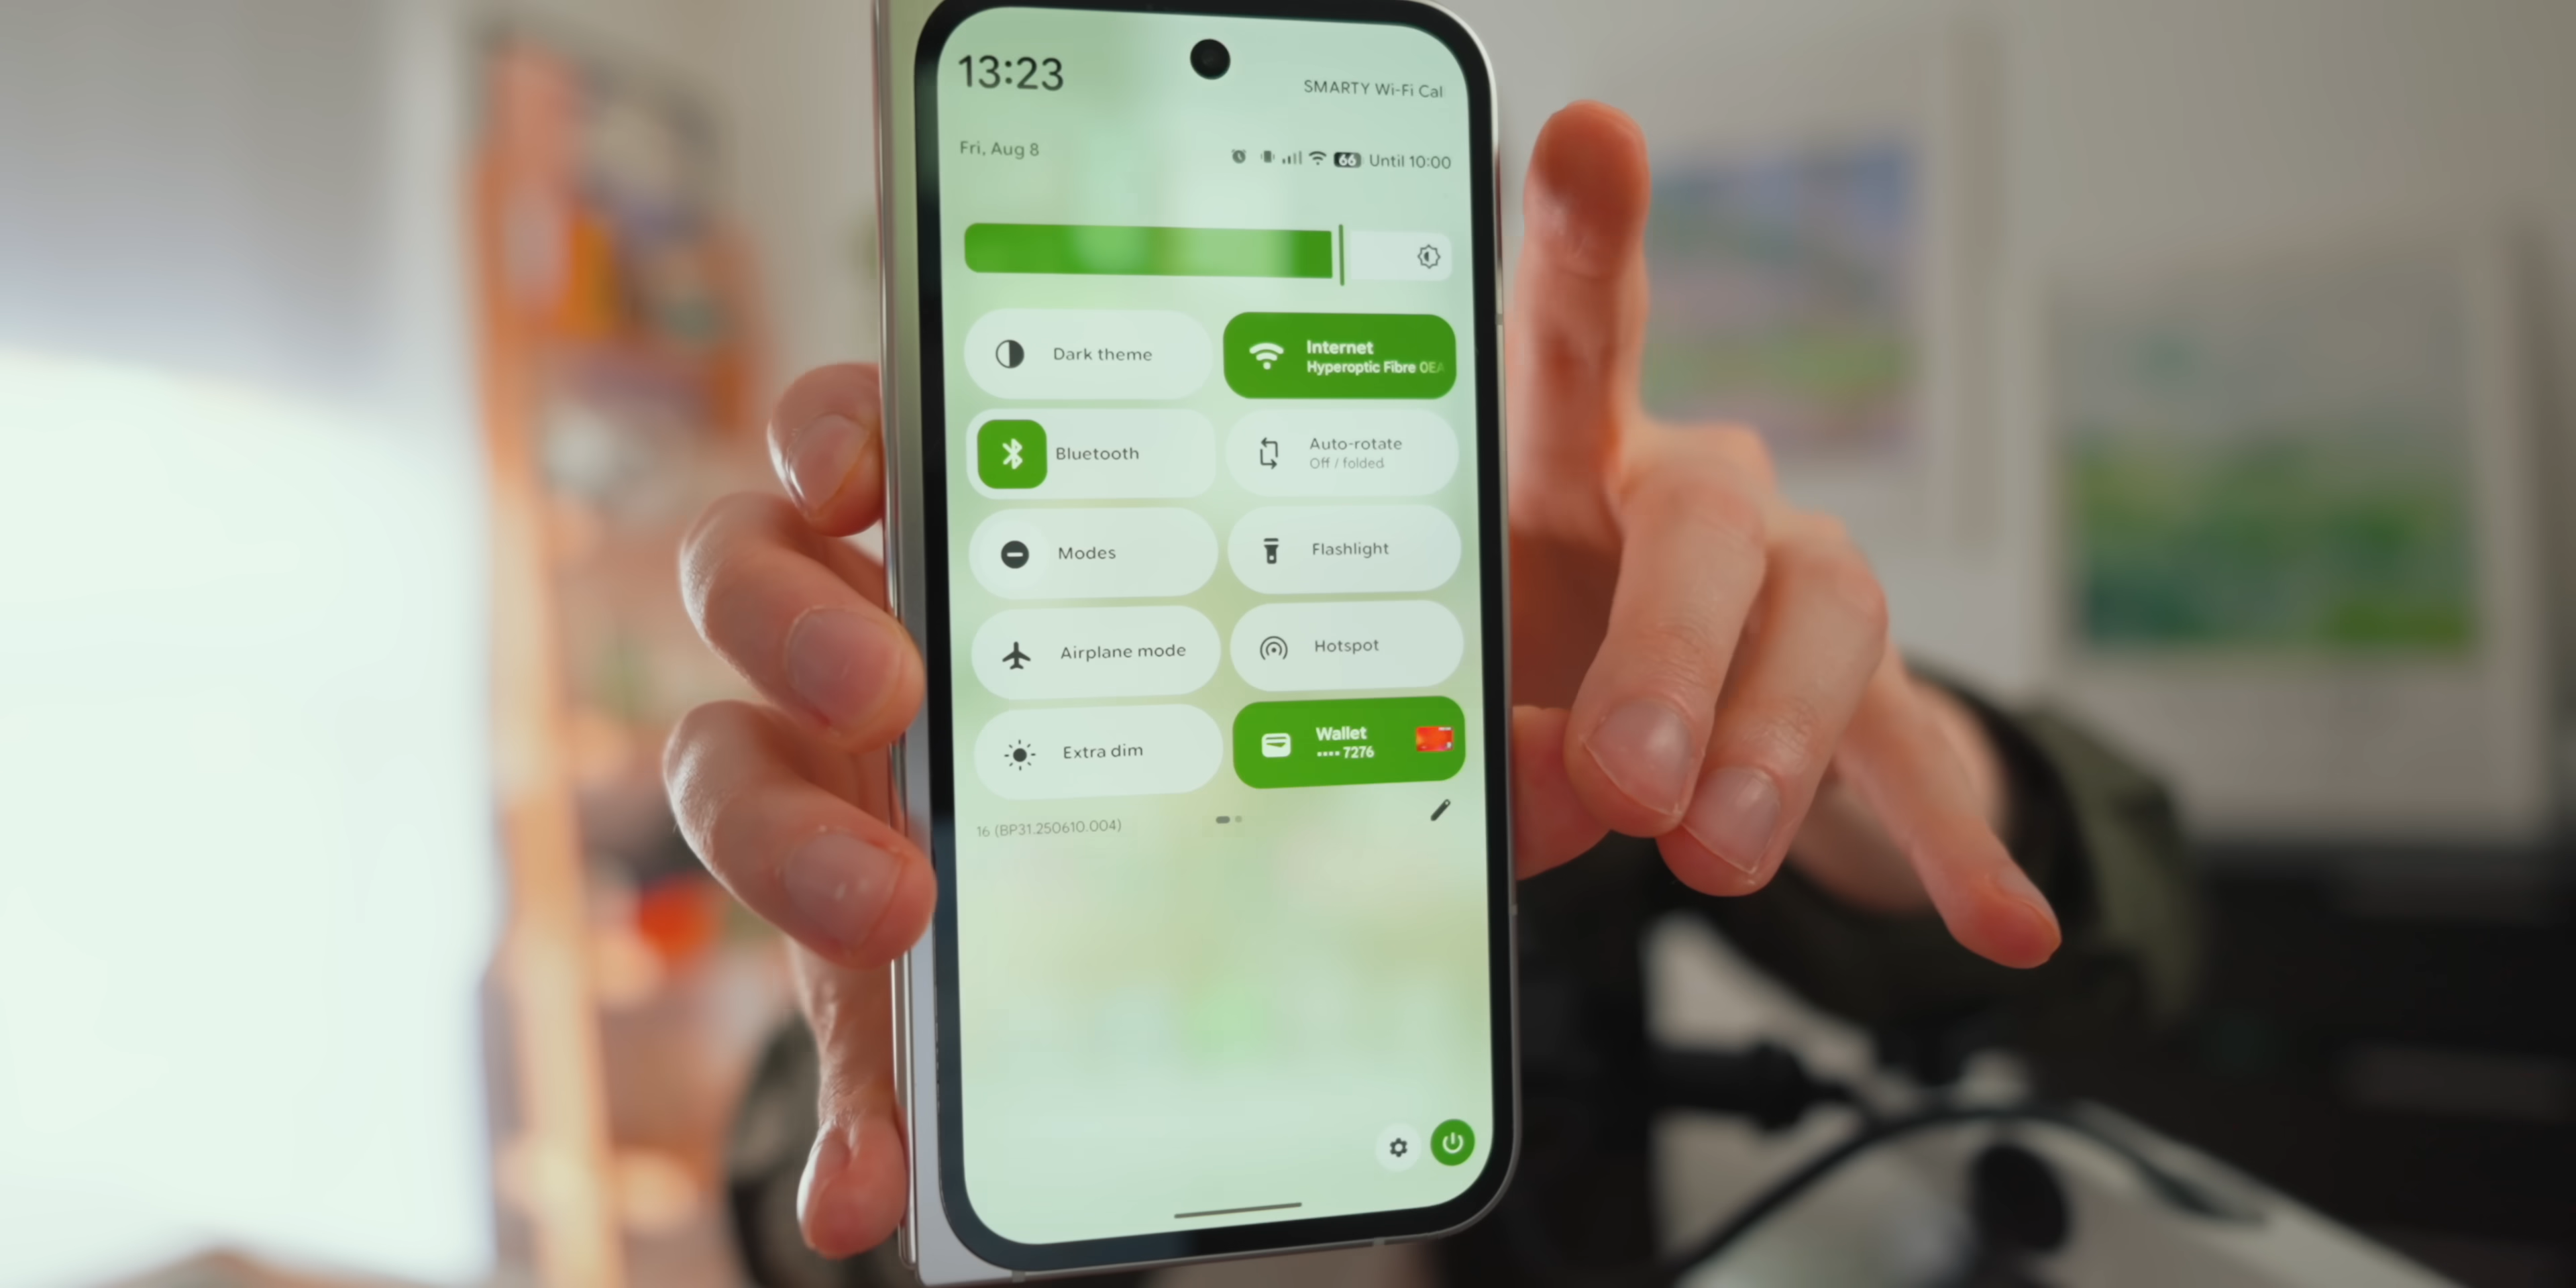 13:23
SMARTY Wi-Fi Cal
Fri, Aug 8
66 Until 10:00
Dark theme
Internet
Hyperoptic Fibre 0EA
Bluetooth
Auto-rotate
Off / folded
Modes
Flashlight
Airplane mode
Hotspot
Extra dim
Wallet
•••• 7276
16 (BP31.250610.004)